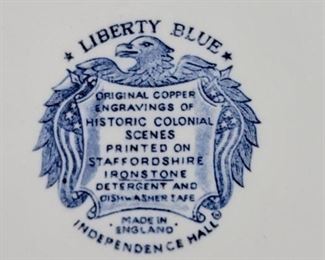 ★ LIBERTY BLUE ★
ORIGINAL COPPER
ENGRAVINGS OF
HISTORIC COLONIAL
SCENES
PRINTED ON
STAFFORDSHIRE
IRONSTONE
DETERGENT AND
DISHWASHER SAFE
MADE IN
ENGLAND
INDEPENDENCE HALL®